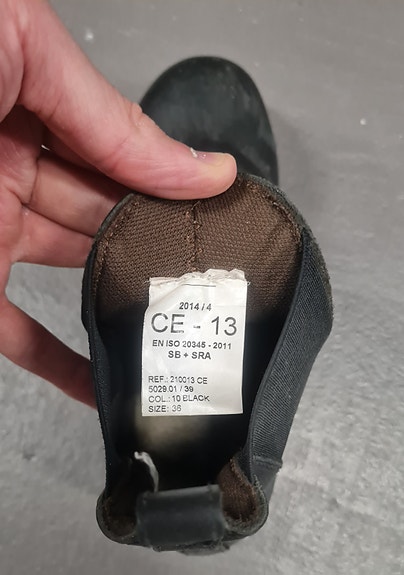 2014 / 4
CE - 13
EN ISO 20345 - 2011
SB + SRA
REF.: 210013 CE
5029.01 / 39
COL.: 10 BLACK
SIZE: 36